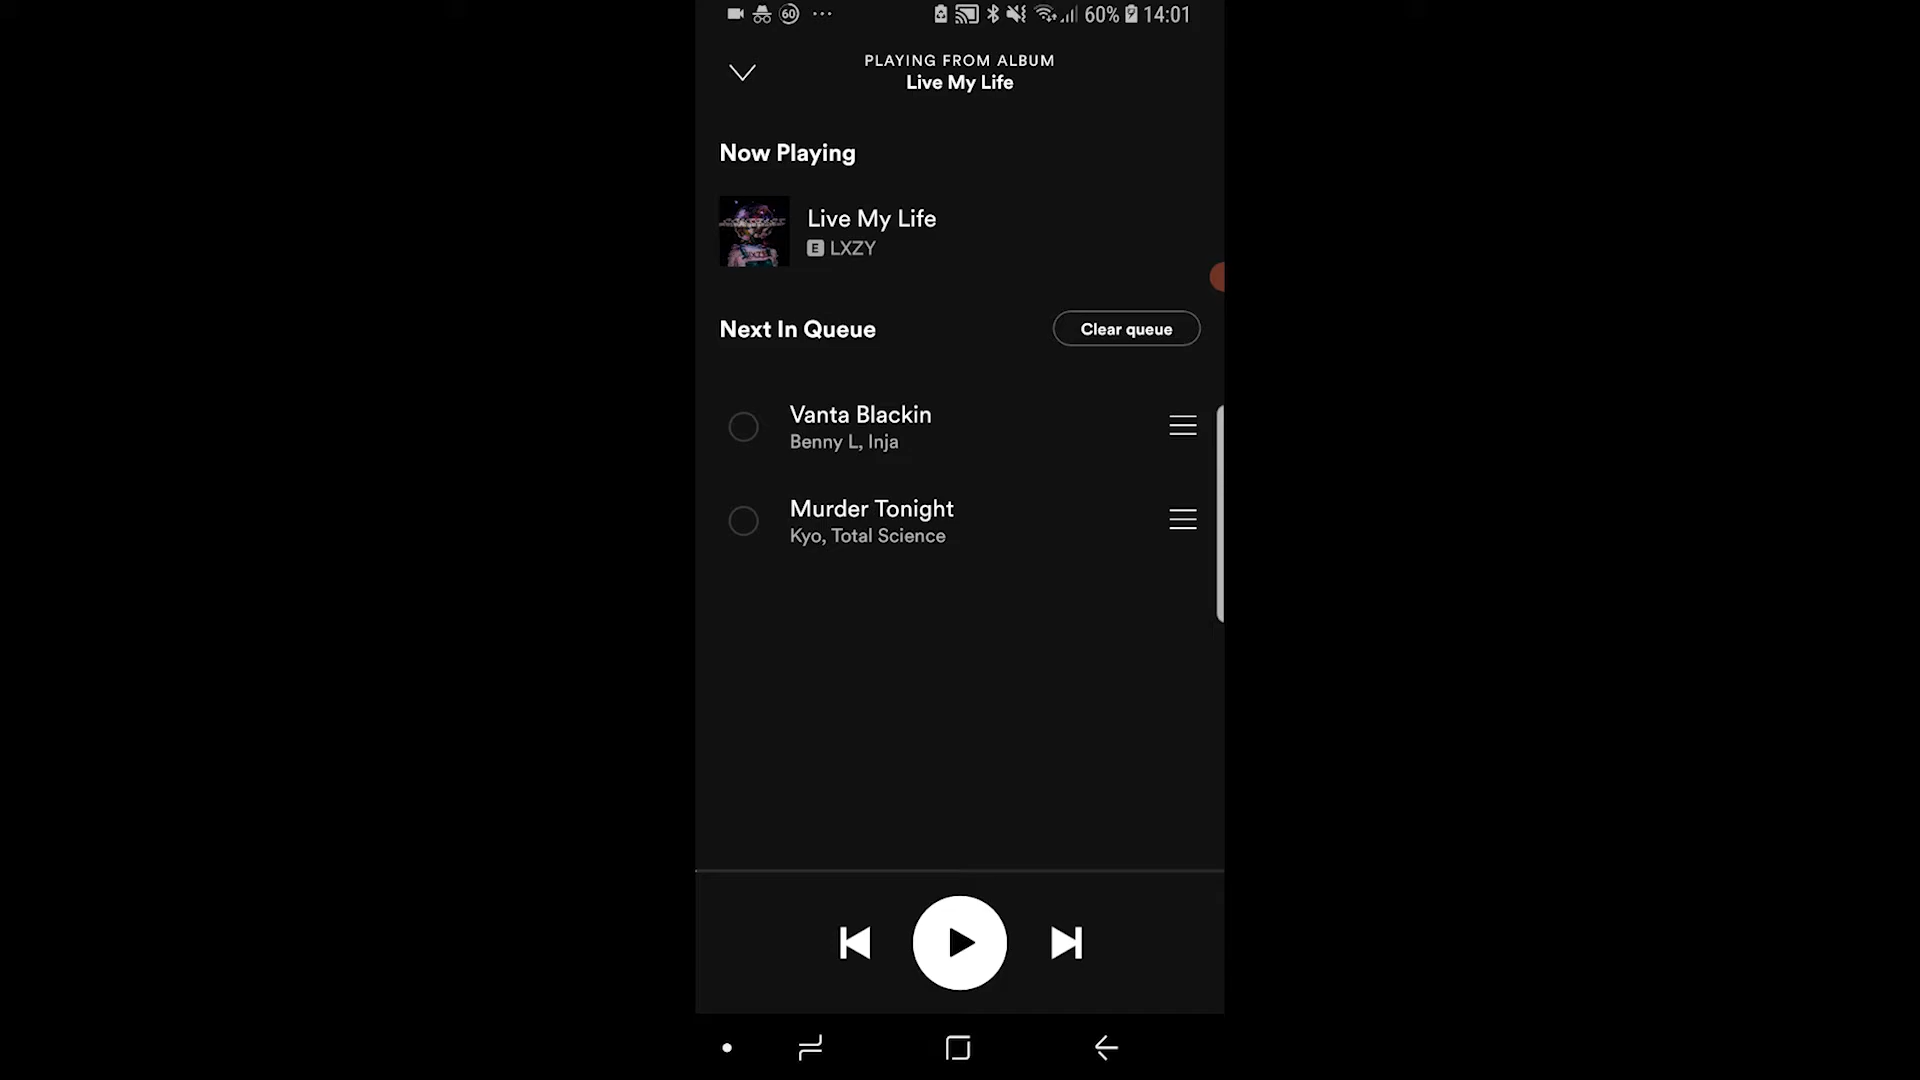 60 60% 14:01
PLAYING FROM ALBUM
Live My Life
Now Playing
Live My Life
E LXZY
Next In Queue
Clear queue
Vanta Blackin
Benny L, Inja
Murder Tonight
Kyo, Total Science